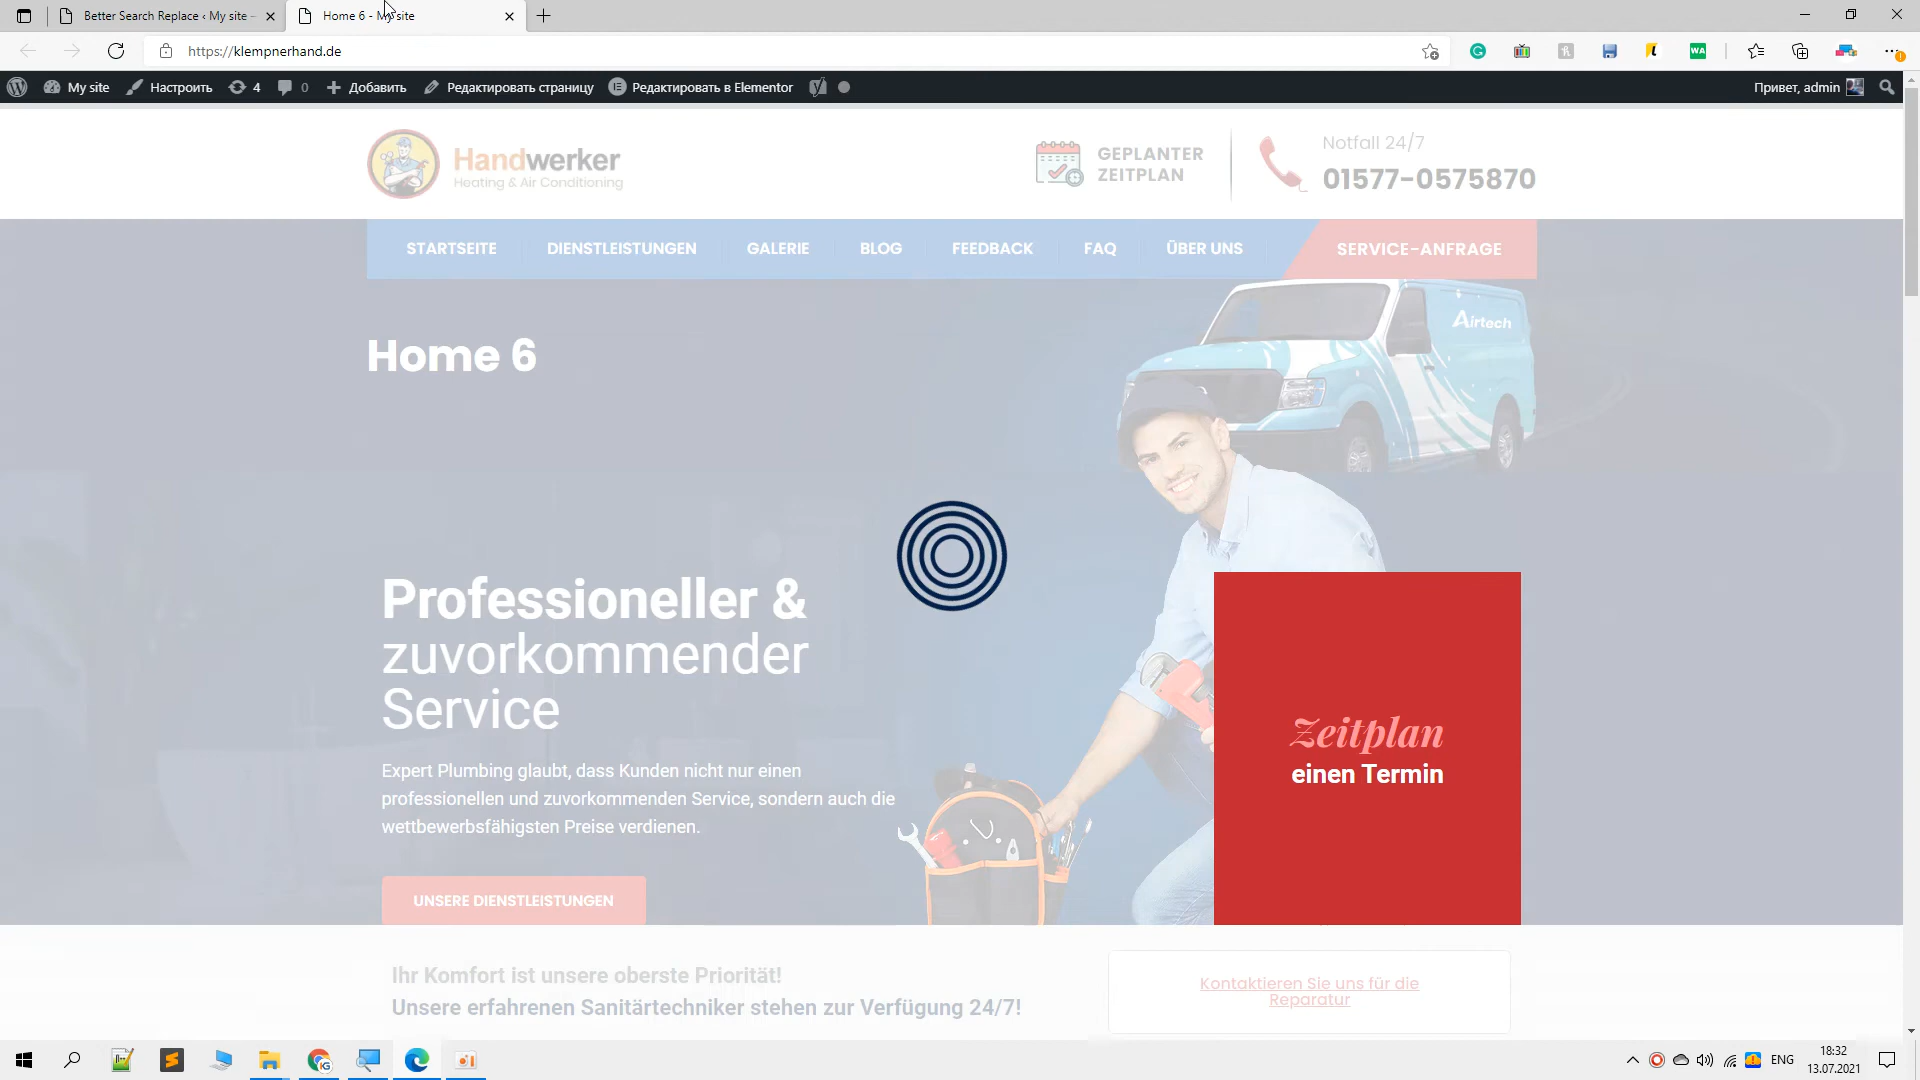 Better Search Replace ‹ My site –
Home 6 - My site
https://klempnerhand.de
My site
Настроить
4
0
Добавить
Редактировать страницу
Редактировать в Elementor
Привет, admin
Handwerker
Heating & Air Conditioning
GEPLANTER
ZEITPLAN
Notfall 24/7
01577-0575870
STARTSEITE
DIENSTLEISTUNGEN
GALERIE
BLOG
FEEDBACK
FAQ
ÜBER UNS
SERVICE-ANFRAGE
Airtech
Home 6
Professioneller &
zuvorkommender
Service
Expert Plumbing glaubt, dass Kunden nicht nur einen
professionellen und zuvorkommenden Service, sondern auch die
wettbewerbsfähigsten Preise verdienen.
UNSERE DIENSTLEISTUNGEN
Zeitplan
einen Termin
Ihr Komfort ist unsere oberste Priorität!
Unsere erfahrenen Sanitärtechniker stehen zur Verfügung 24/7!
Kontaktieren Sie uns für die
Reparatur
ENG
18:32
13.07.2021